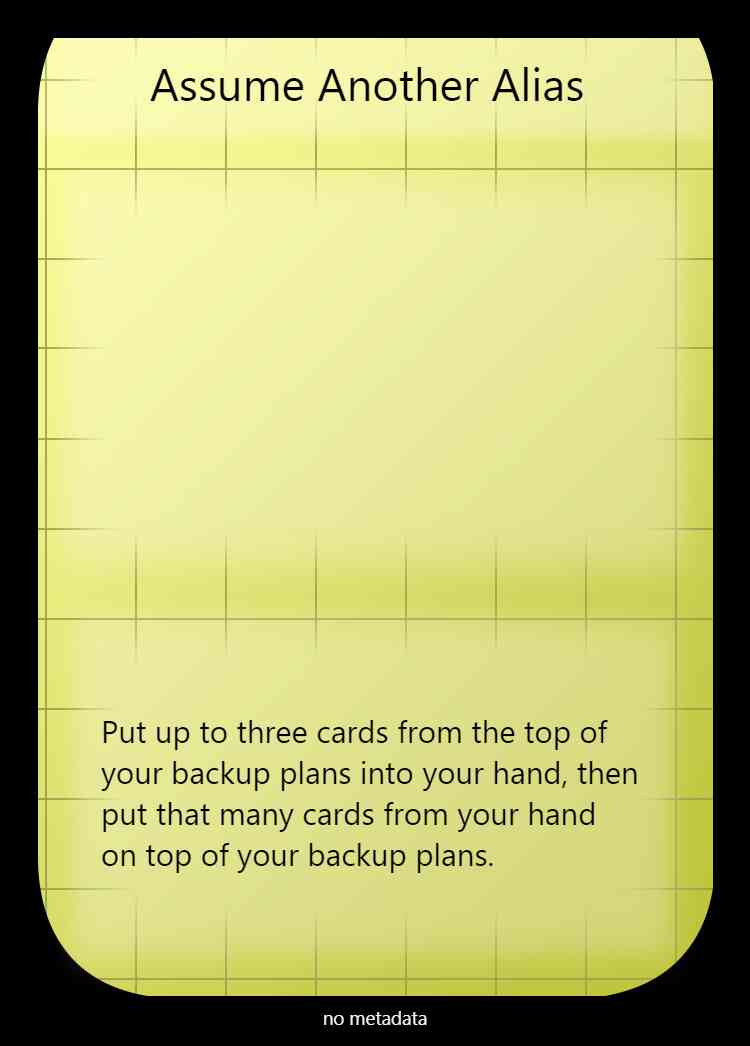 Assume Another Alias
Put up to three cards from the top of
your backup plans into your hand, then
put that many cards from your hand
on top of your backup plans.
no metadata